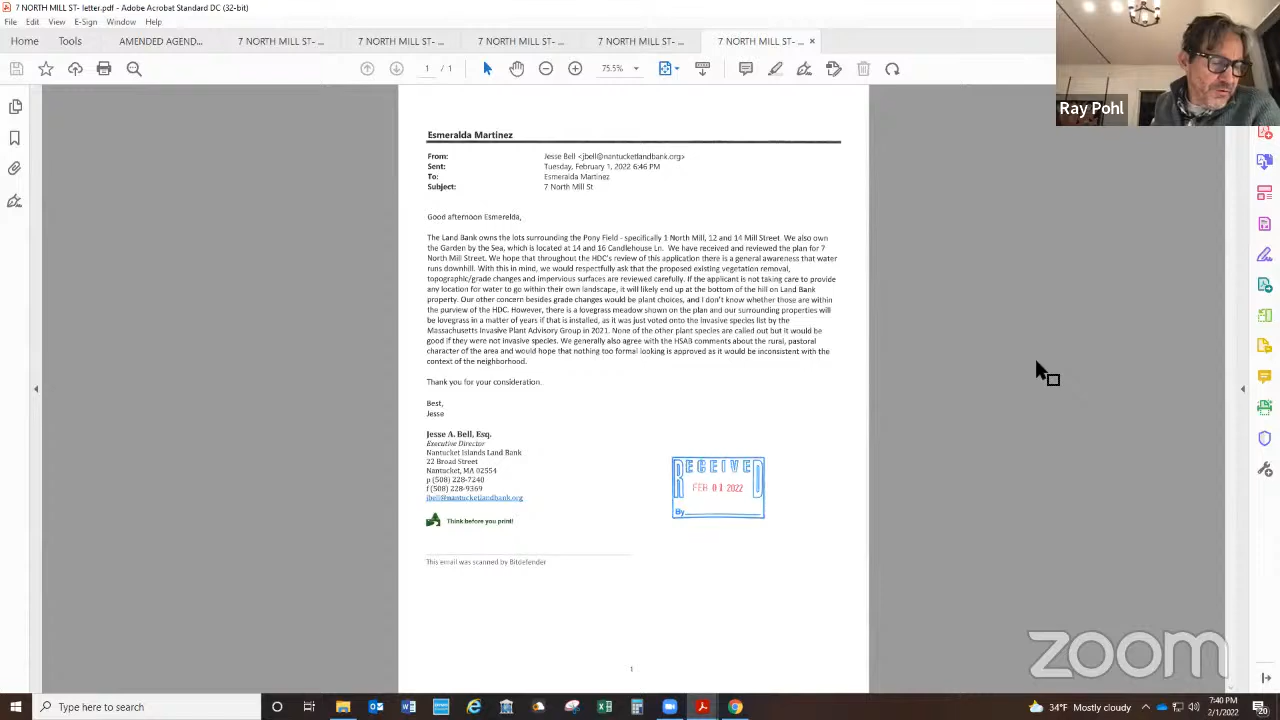 7 NORTH MILL ST- letter.pdf - Adobe Acrobat Standard DC (32-bit)
File Edit View Sign Window Help
Home Tools AMENDED AGEND... 7 NORTH MILL ST- ... 7 NORTH MILL ST-... 7 NORTH MILL ST- ... 7 NORTH MILL ST-... 7 NORTH MILL ST-... ×
1 / 1 75.5%
Ray Pohl
Esmeralda Martinez
From: Jesse Bell <jbell@nantucketlandbank.org>
Sent: Tuesday, February 1, 2022 6:46 PM
To: Esmeralda Martinez
Subject: 7 North Mill St
Good afternoon Esmerelda,
The Land Bank owns the lots surrounding the Pony Field - specifically 1 North Mill, 12 and 14 Mill Street. We also own
the Garden by the Sea, which is located at 14 and 16 Candlehouse Ln. We have received and reviewed the plan for 7
North Mill Street. We hope that throughout the HDC's review of this application there is a general awareness that water
runs downhill. With this in mind, we would respectfully ask that the proposed existing vegetation removal,
topographic/grade changes and impervious surfaces are reviewed carefully. If the applicant is not taking care to provide
any location for water to go within their own landscape, it will likely end up at the bottom of the hill on Land Bank
property. Our other concern besides grade changes would be plant choices, and I don't know whether those are within
the purview of the HDC. However, there is a lovegrass meadow shown on the plan and our surrounding properties will
be lovegrass in a matter of years if that is installed, as it was just voted onto the invasive species list by the
Massachusetts Invasive Plant Advisory Group in 2021. None of the other plant species are called out but it would be
good if they were not invasive species. We generally also agree with the HSAB comments about the rural, pastoral
character of the area and would hope that nothing too formal looking is approved as it would be inconsistent with the
context of the neighborhood.
Thank you for your consideration.
Best,
Jesse
Jesse A. Bell, Esq.
Executive Director
Nantucket Islands Land Bank
22 Broad Street
Nantucket, MA 02554
p (508) 228-7240
f (508) 228-9369
jbell@nantucketlandbank.org
Think before you print!
RECEIVED
FEB 01 2022
By
This email was scanned by Bitdefender
1
zoom
Type here to search
34°F Mostly cloudy
7:40 PM
2/1/2022
20